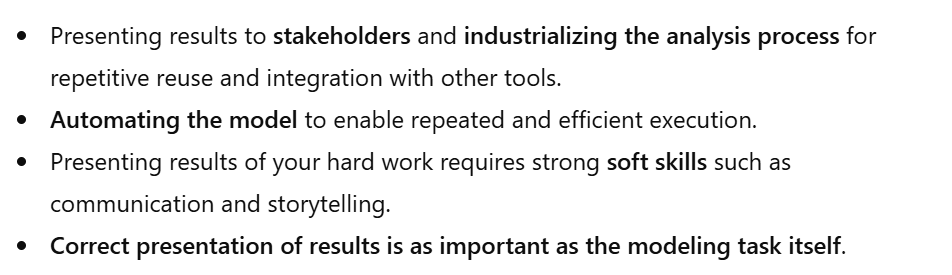 • Presenting results to stakeholders and industrializing the analysis process for
repetitive reuse and integration with other tools.
• Automating the model to enable repeated and efficient execution.
• Presenting results of your hard work requires strong soft skills such as
communication and storytelling.
• Correct presentation of results is as important as the modeling task itself.